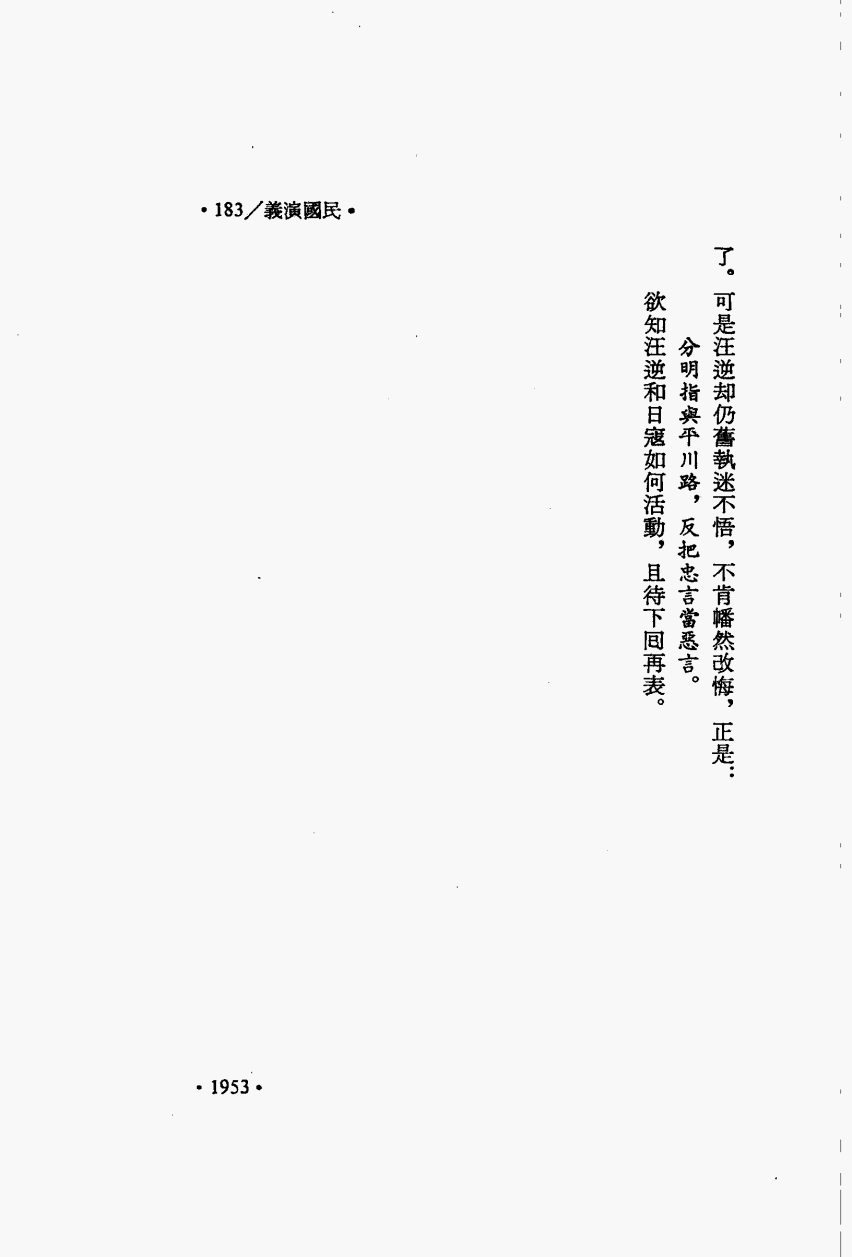 •183／義演國民•
了。可是汪逆却仍舊執迷不悟，不肯幡然改悔，正是：
分明指與平川路，反把忠言當惡言。
欲知汪逆和日寇如何活動，且待下囘再表。
•1953•